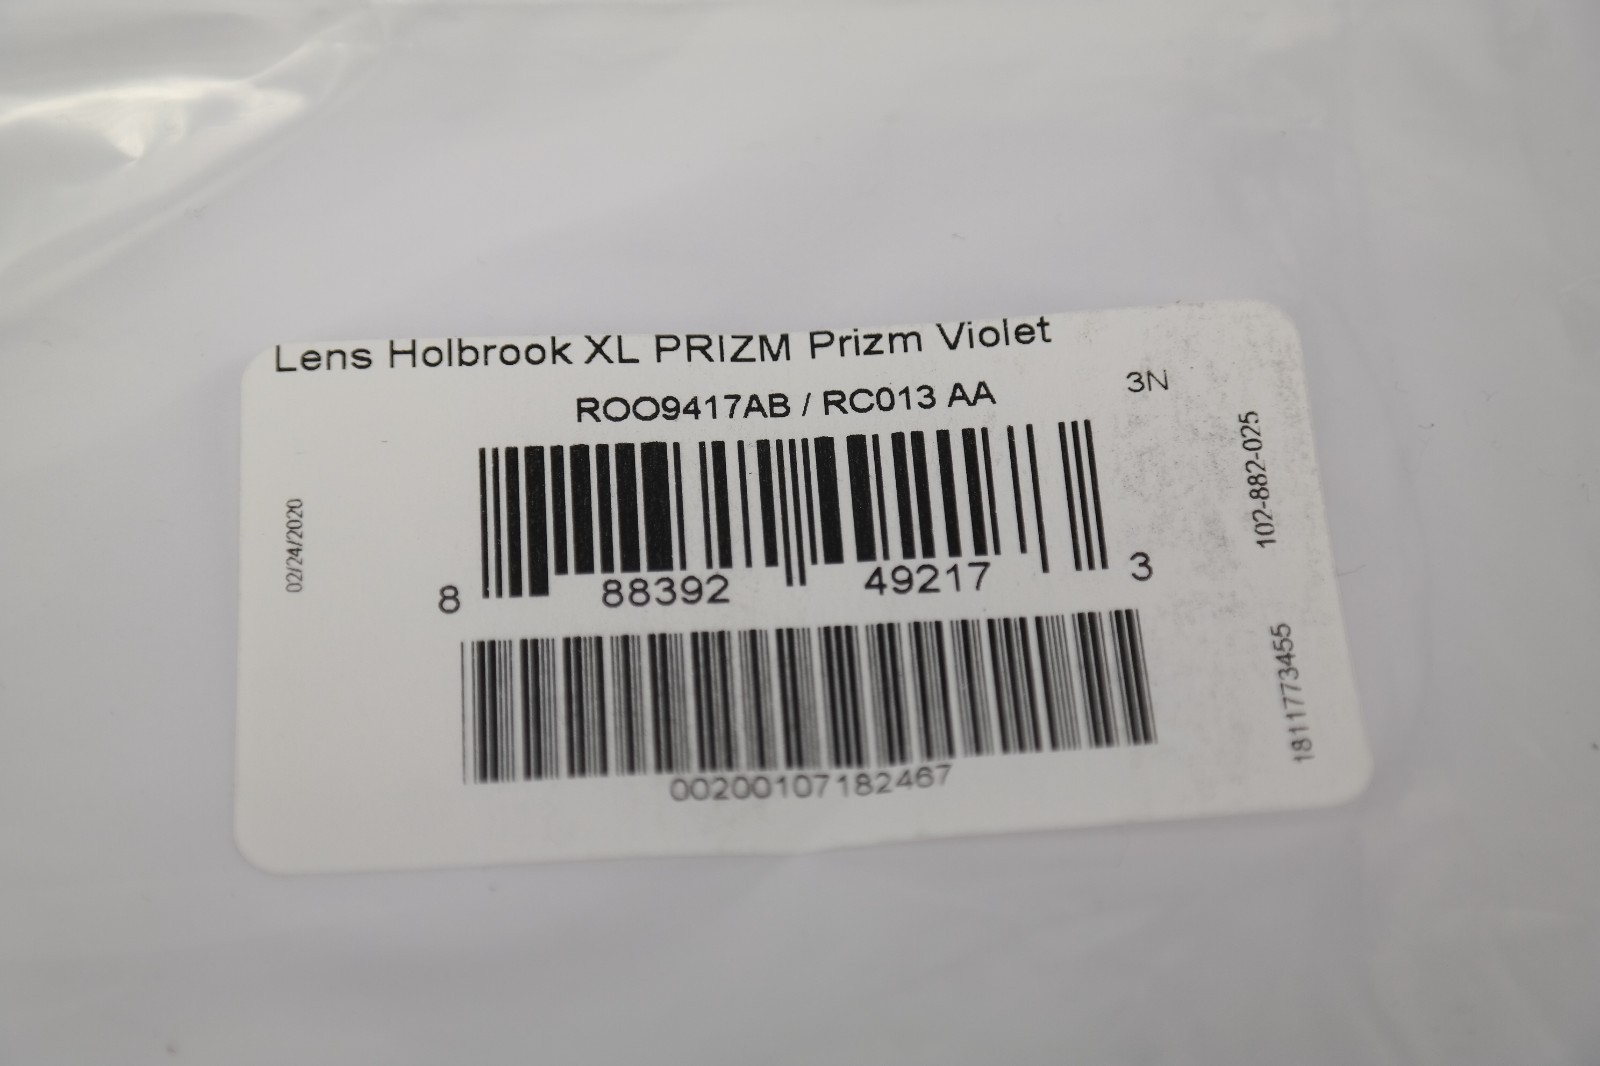 Lens Holbrook XL PRIZM Prizm Violet
ROO9417AB / RC013 AA
3N
02/24/2020
102-882-025
8 88392 49217 3
1811773455
00200107182467